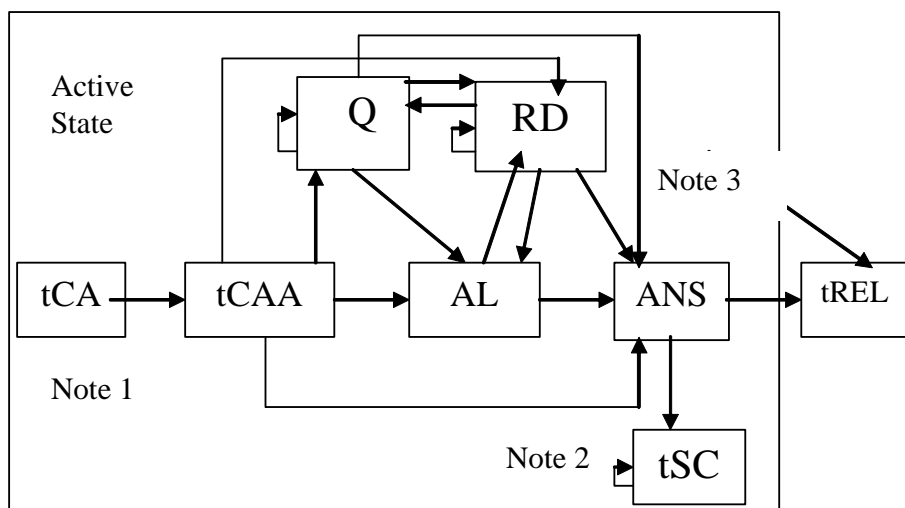 Active
State
Q
RD
Note 3
tCA
tCAA
AL
ANS
tREL
Note 1
Note 2
tSC